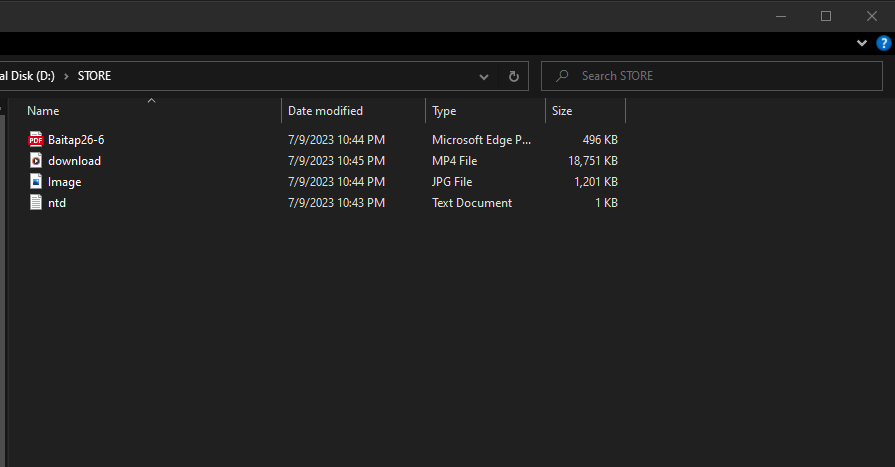 al Disk (D:) > STORE
Search STORE
Name Date modified Type Size
PDF Baitap26-6 7/9/2023 10:44 PM Microsoft Edge P... 496 KB
download 7/9/2023 10:45 PM MP4 File 18,751 KB
Image 7/9/2023 10:44 PM JPG File 1,201 KB
ntd 7/9/2023 10:43 PM Text Document 1 KB